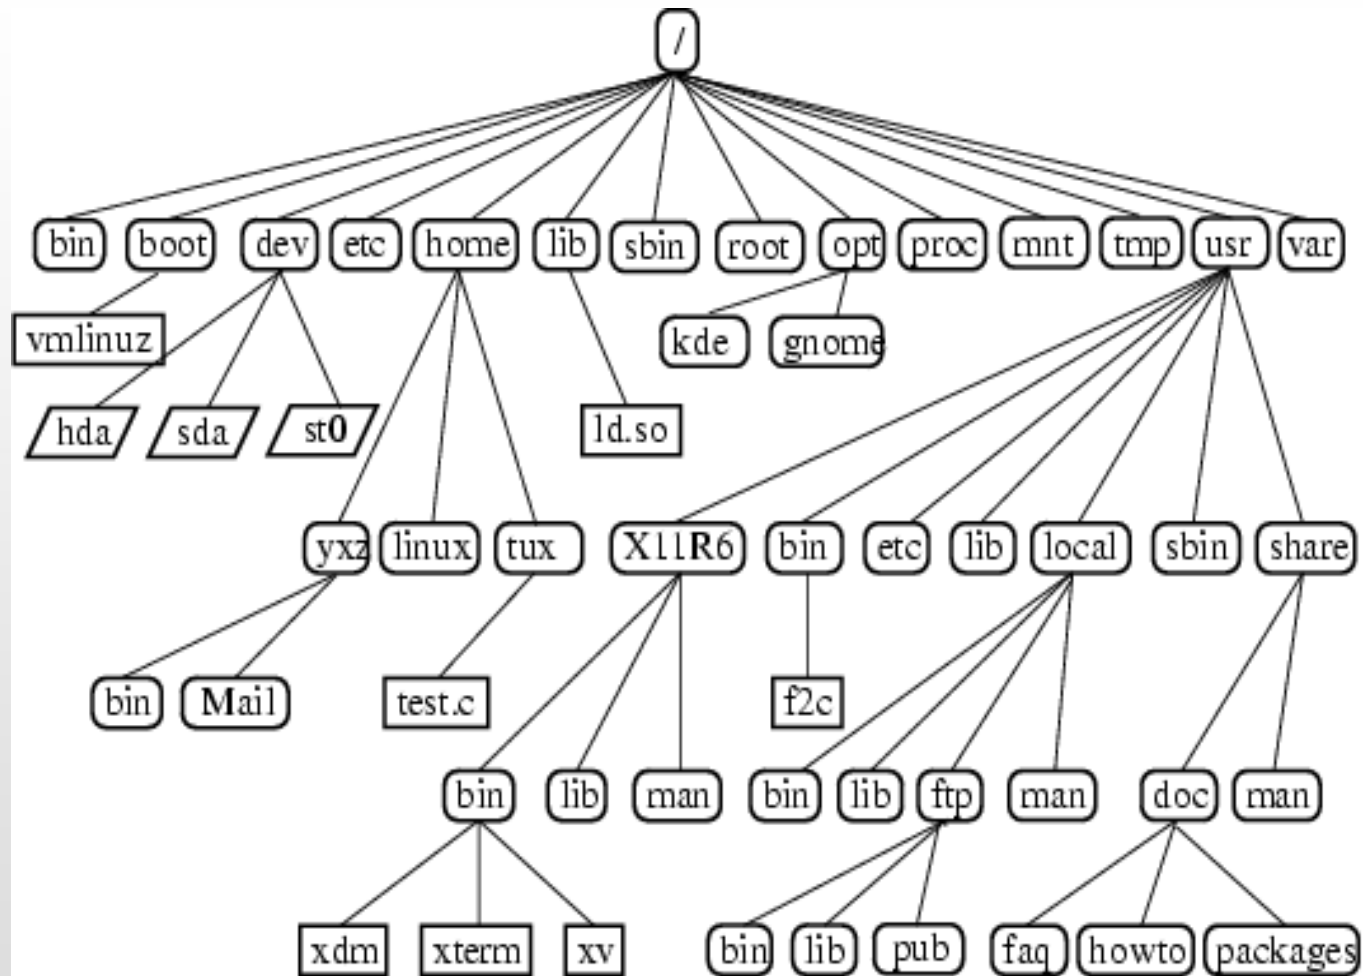 /
bin boot dev etc home lib sbin root opt proc mnt tmp usr var
vmlinuz kde gnome
hda sda st0 ld.so
yxz linux tux X11R6 bin etc lib local sbin share
bin Mail test.c f2c
bin lib man bin lib ftp man doc man
xdm xterm xv bin lib pub faq howto packages